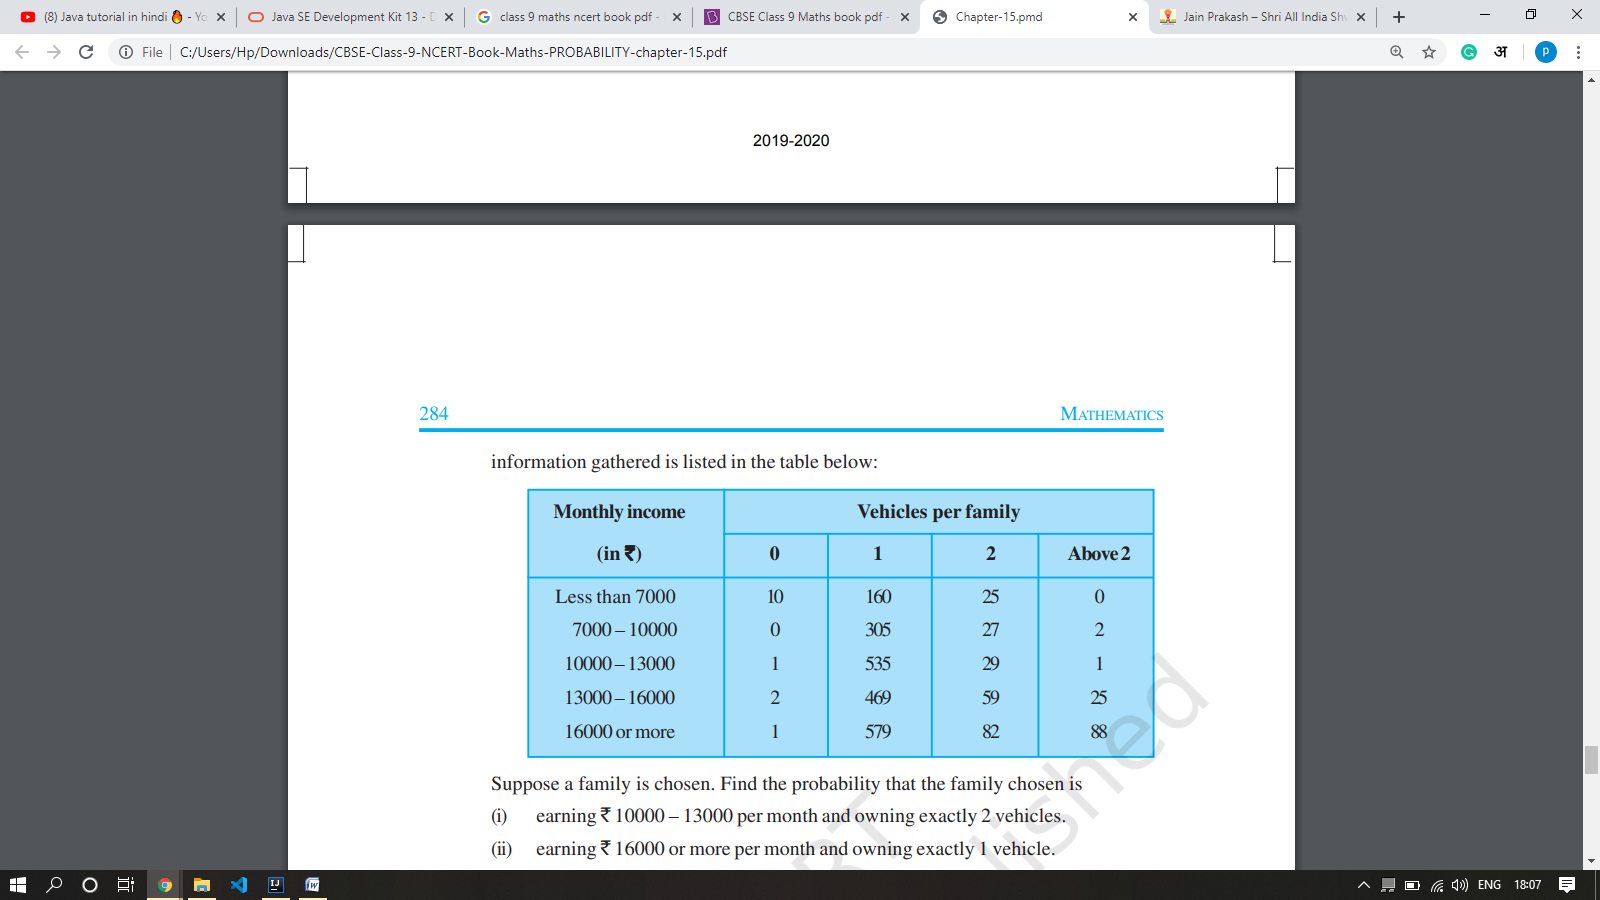 (8) Java tutorial in hindi 🔥 - Yo
Java SE Development Kit 13 - D
class 9 maths ncert book pdf -
CBSE Class 9 Maths book pdf -
Chapter-15.pmd
Jain Prakash – Shri All India Shv
File C:/Users/Hp/Downloads/CBSE-Class-9-NCERT-Book-Maths-PROBABILITY-chapter-15.pdf
अ
P
2019-2020
284 MATHEMATICS
information gathered is listed in the table below:
Monthly income Vehicles per family
(in ₹) 0 1 2 Above 2
Less than 7000 10 160 25 0
7000 – 10000 0 305 27 2
10000 – 13000 1 535 29 1
13000 – 16000 2 469 59 25
16000 or more 1 579 82 88
Suppose a family is chosen. Find the probability that the family chosen is
(i) earning ₹ 10000 – 13000 per month and owning exactly 2 vehicles.
(ii) earning ₹ 16000 or more per month and owning exactly 1 vehicle.
ENG 18:07